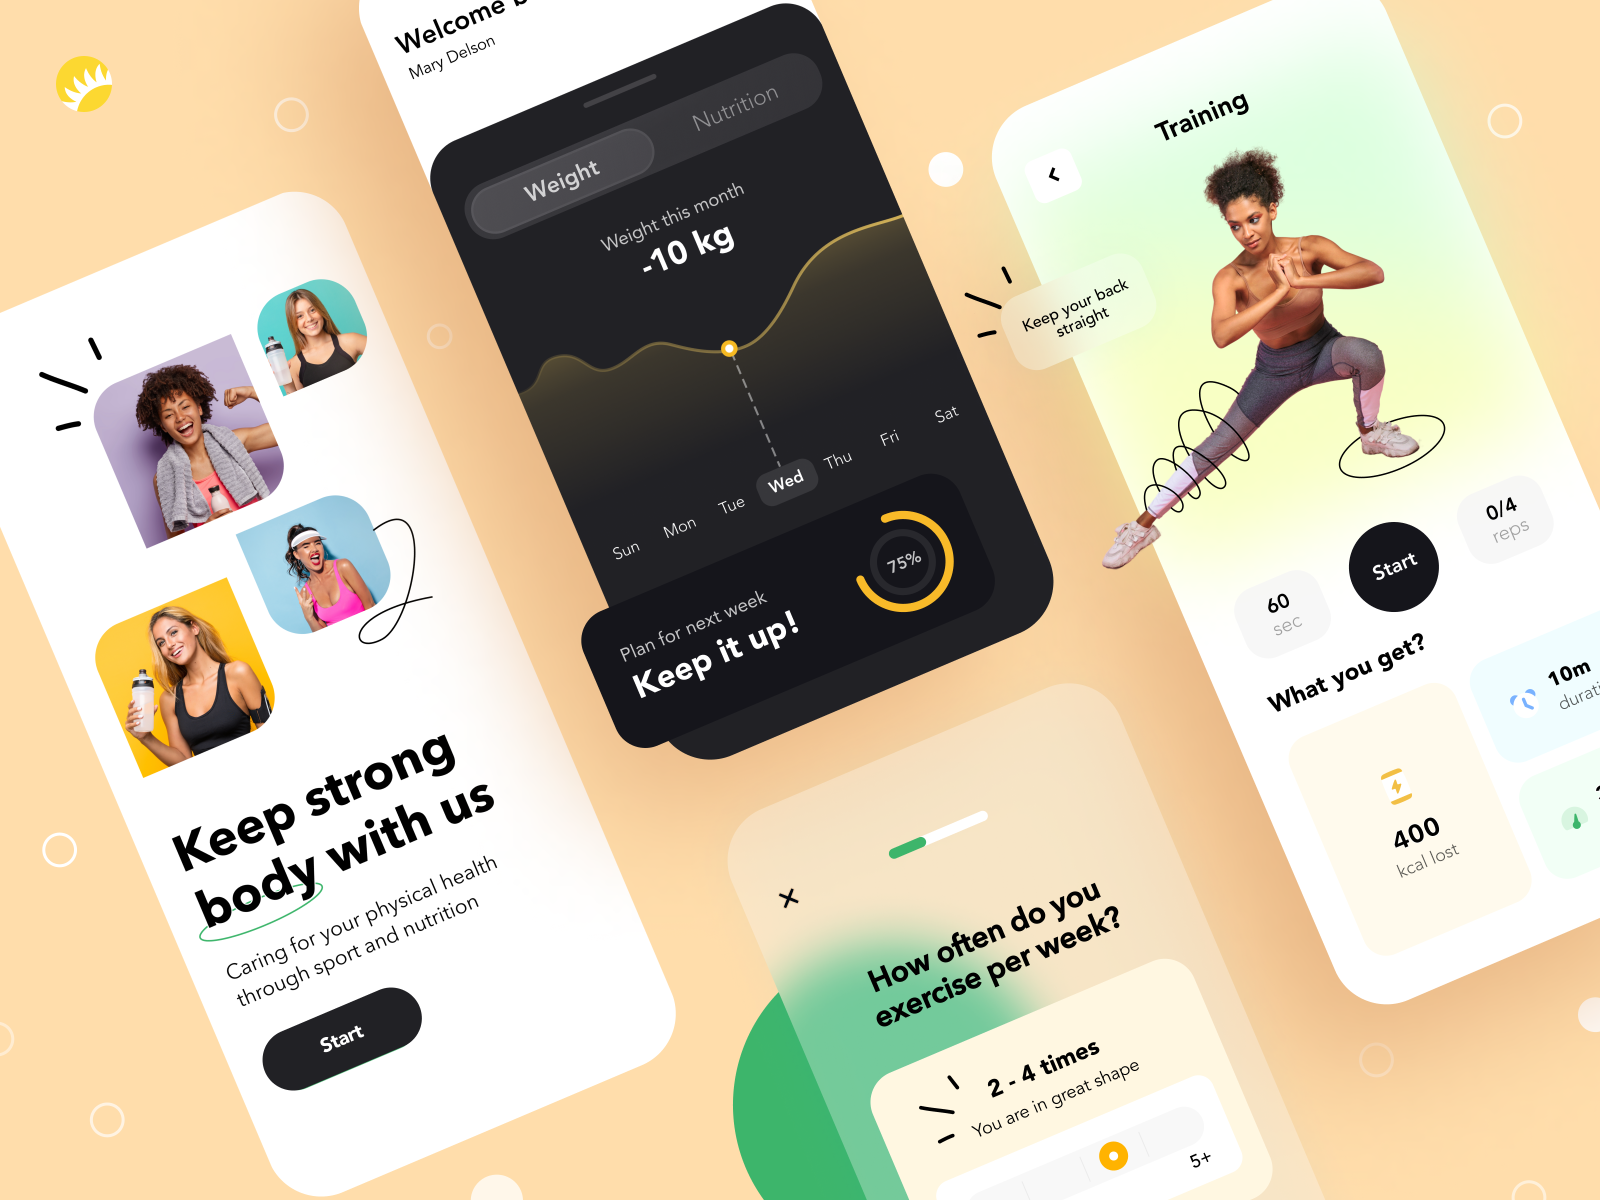 Welcome
Mary Delson
Weight
Nutrition
Weight this month
-10 kg
Sun
Mon
Tue
Wed
Thu
Fri
Sat
Plan for next week
Keep it up!
75%
Keep strong
body with us
Caring for your physical health
through sport and nutrition
Start
Training
Keep your back
straight
60
sec
Start
0/4
reps
What you get?
400
kcal lost
10m
How often do you
exercise per week?
2 - 4 times
You are in great shape
5+